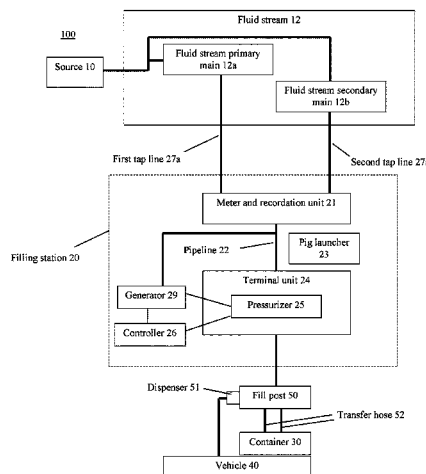 Fluid stream 12
100
Fluid stream primary
main 12a
Source 10
Fluid stream secondary
main 12b
First tap line 27a
Second tap line 27
Meter and recordation unit 21
Filling station 20
Pipeline 22
Pig launcher
23
Terminal unit 24
Generator 29
Pressurizer 25
Controller 26
Dispenser 51
Fill post 50
Transfer hose 52
Container 30
Vehicle 40